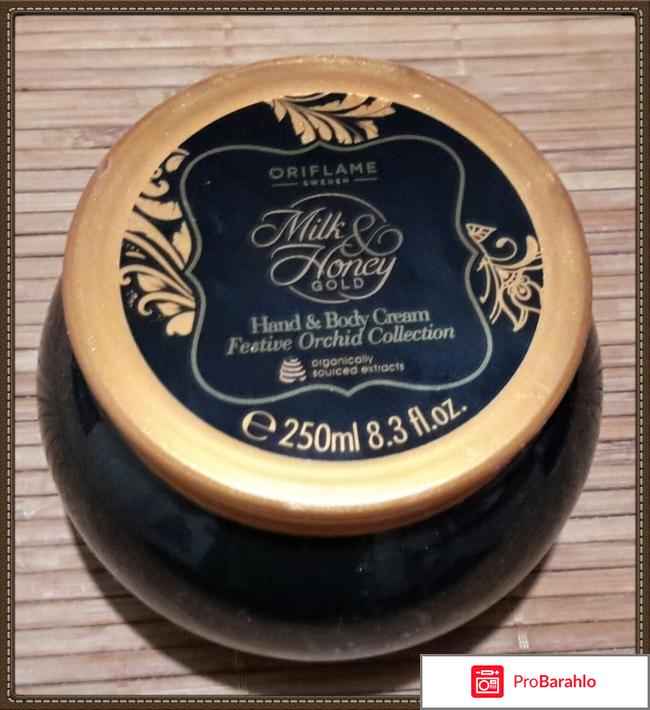 ORIFLAME
SWEDEN
Milk &
Honey
GOLD
Hand & Body Cream
Festive Orchid Collection
organically
sourced extracts
℮ 250ml 8.3 fl.oz.
ProBarahlo